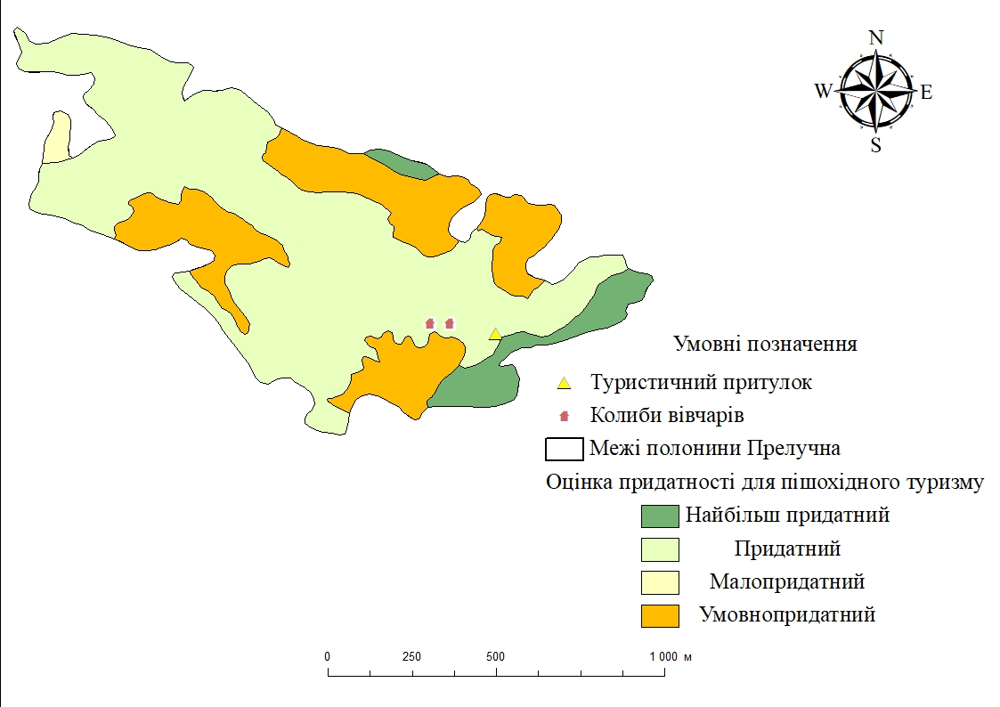 N
W
E
S
Умовні позначення
Туристичний притулок
Колиби вівчарів
Межі полонини Прелучна
Оцінка придатності для пішохідного туризму
Найбільш придатний
Придатний
Малопридатний
Умовнопридатний
0 250 500 1 000 м